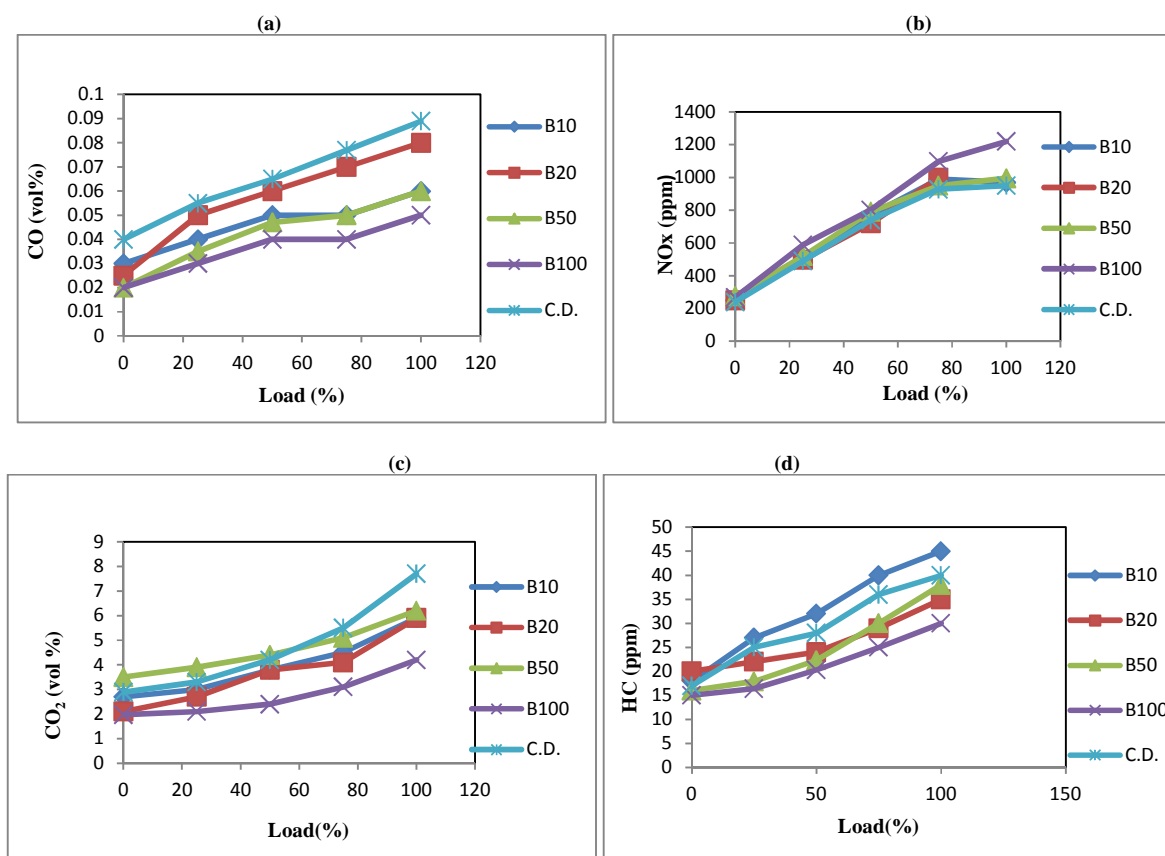 (a)
CO (vol%)
0.1
0.09
0.08
0.07
0.06
0.05
0.04
0.03
0.02
0.01
0
0 20 40 60 80 100 120
Load (%)
B10
B20
B50
B100
C.D.
(b)
NOx (ppm)
1400
1200
1000
800
600
400
200
0
0 20 40 60 80 100 120
Load (%)
B10
B20
B50
B100
C.D.
(c)
CO₂ (vol %)
9
8
7
6
5
4
3
2
1
0
0 20 40 60 80 100 120
Load(%)
B10
B20
B50
B100
C.D.
(d)
HC (ppm)
50
45
40
35
30
25
20
15
10
5
0
0 50 100 150
Load(%)
B10
B20
B50
B100
C.D.